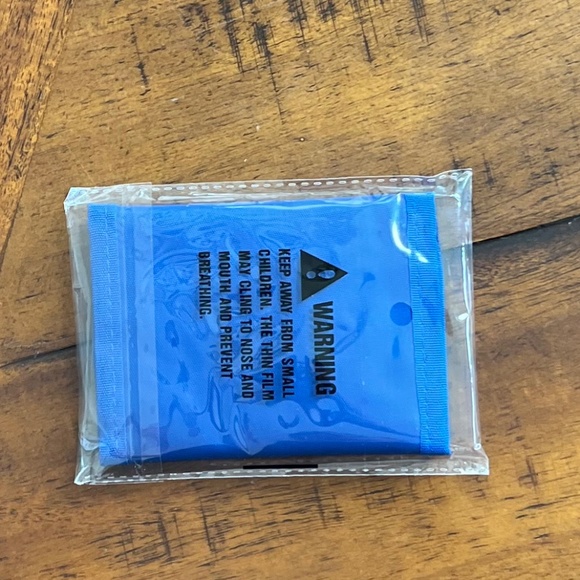 WARNING
KEEP AWAY FROM SMALL
CHILDREN. THE THIN FILM
MAY CLING TO NOSE AND
MOUTH AND PREVENT
BREATHING.